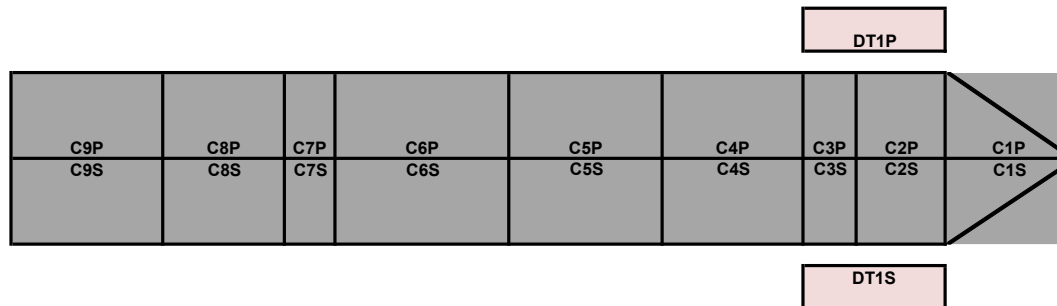 DT1P
C9P C8P C7P C6P C5P C4P C3P C2P C1P
C9S C8S C7S C6S C5S C4S C3S C2S C1S
DT1S